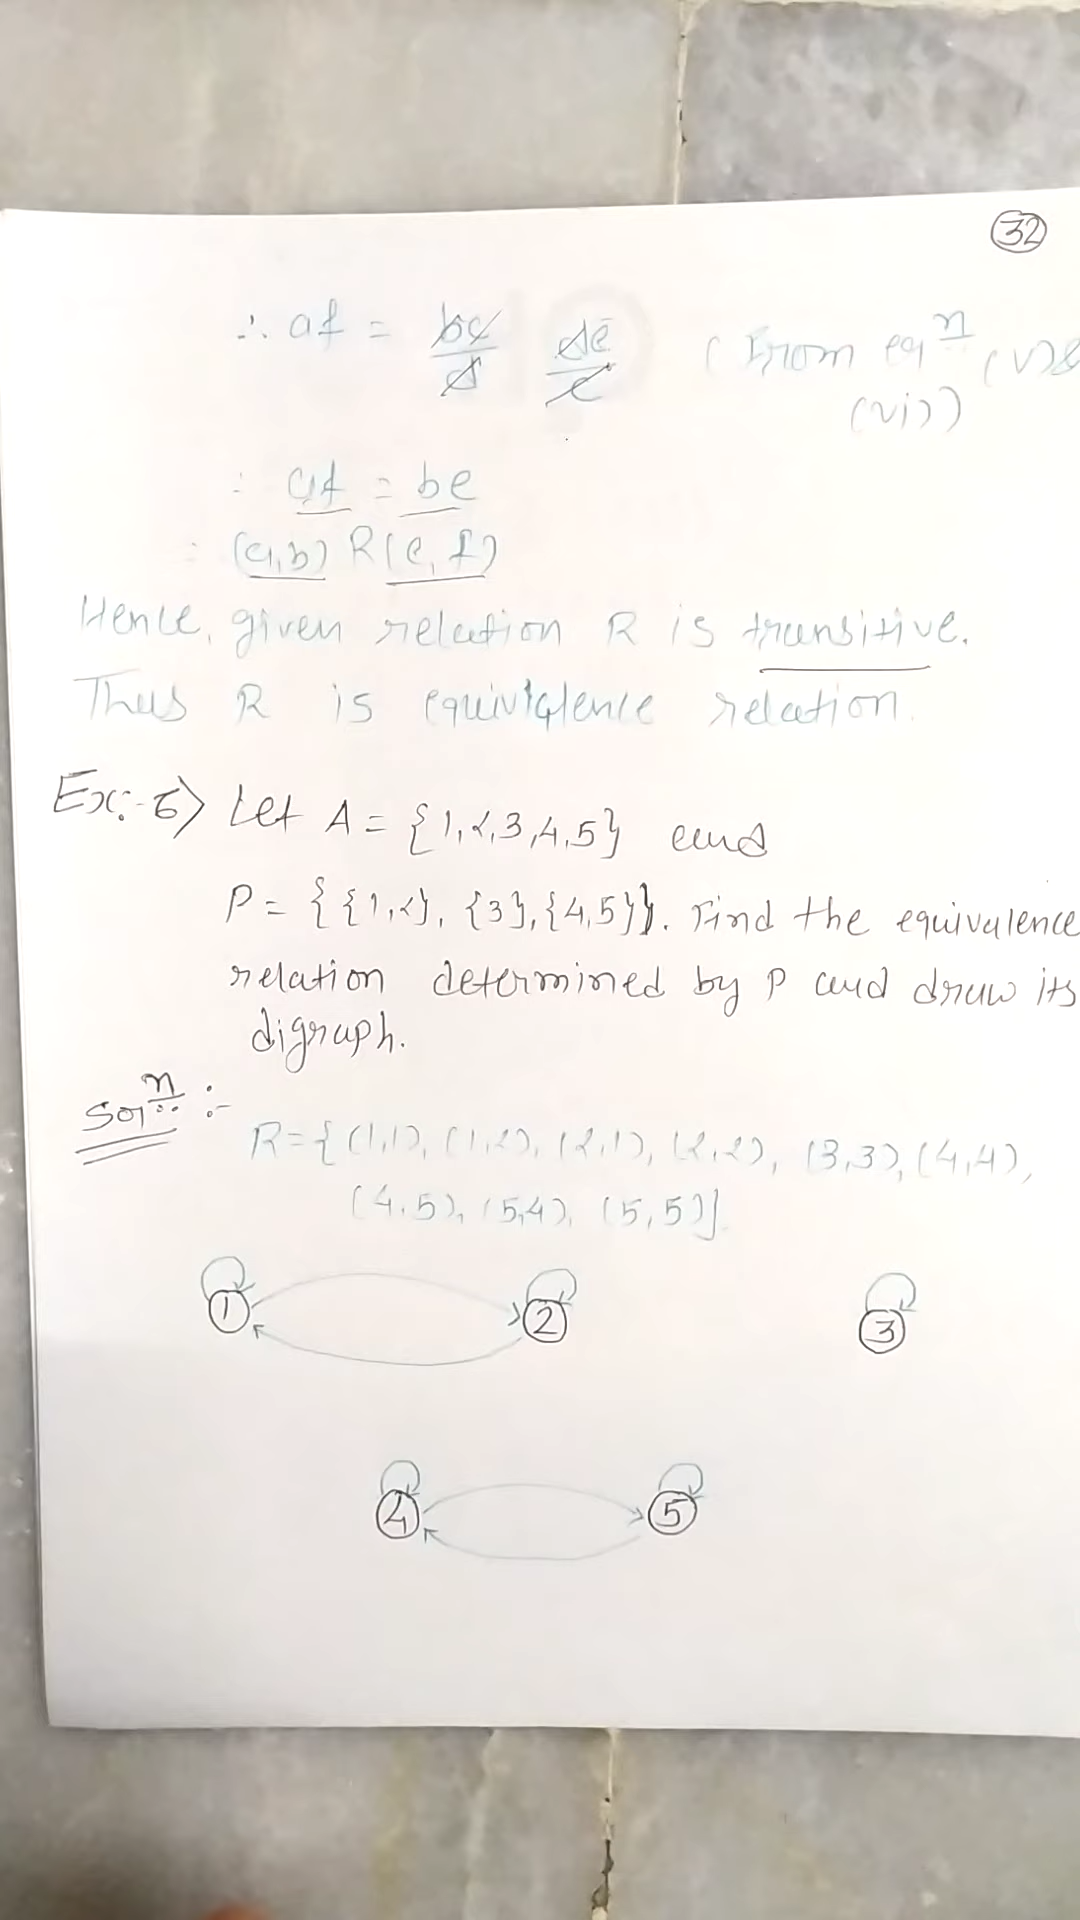 32
∴ af = bc/d de/c (From eqn (v) &
(vi))
∴ af = be
∴ (a,b) R (e,f)
Hence, given relation R is transitive.
Thus R is equivalence relation.
Ex:-6> Let A = {1,2,3,4,5} and
P = {{1,2}, {3}, {4,5}}. Find the equivalence
relation determined by P and draw its
digraph.
Soln :-
R = {(1,1), (1,2), (2,1), (2,2), (3,3), (4,4),
(4,5), (5,4), (5,5)}
1 2 3
4 5